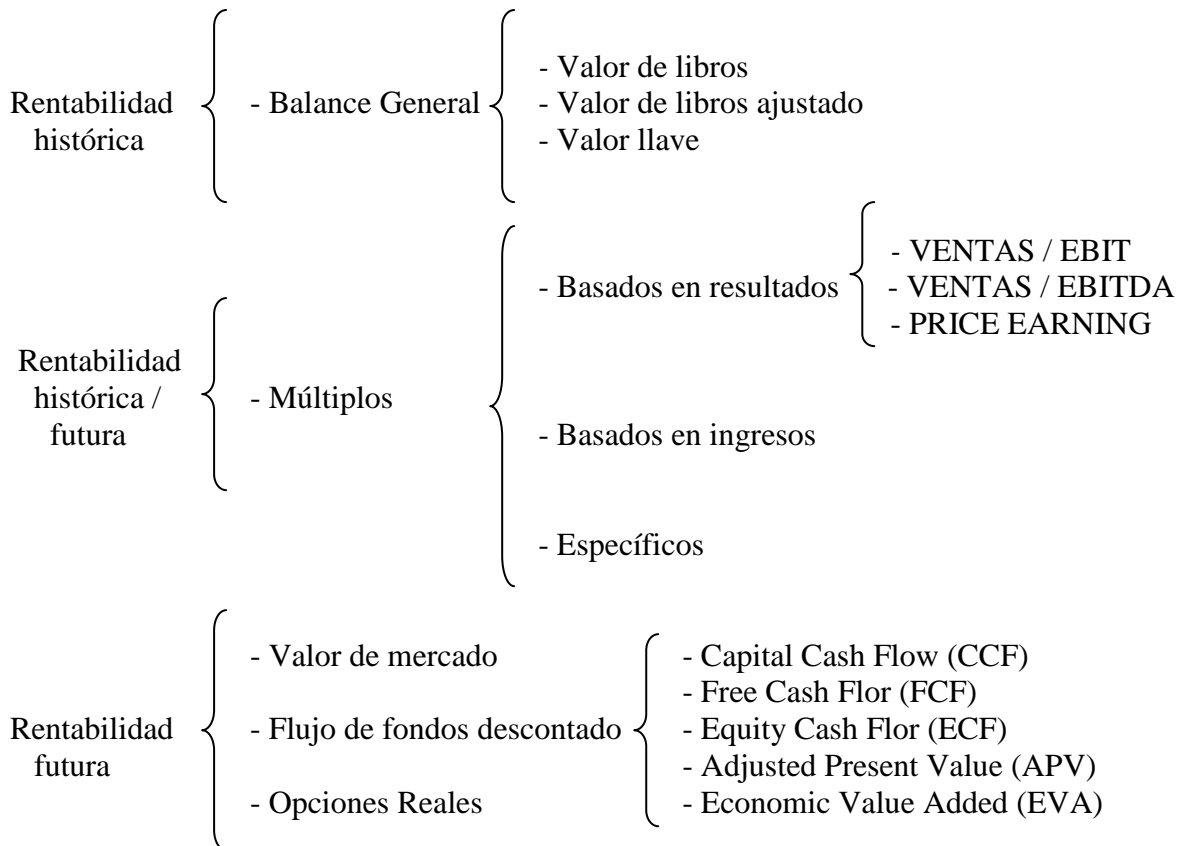 Rentabilidad
histórica
- Balance General
- Valor de libros
- Valor de libros ajustado
- Valor llave
Rentabilidad
histórica /
futura
- Múltiplos
- Basados en resultados
- VENTAS / EBIT
- VENTAS / EBITDA
- PRICE EARNING
- Basados en ingresos
- Específicos
Rentabilidad
futura
- Valor de mercado
- Flujo de fondos descontado
- Opciones Reales
- Capital Cash Flow (CCF)
- Free Cash Flor (FCF)
- Equity Cash Flor (ECF)
- Adjusted Present Value (APV)
- Economic Value Added (EVA)